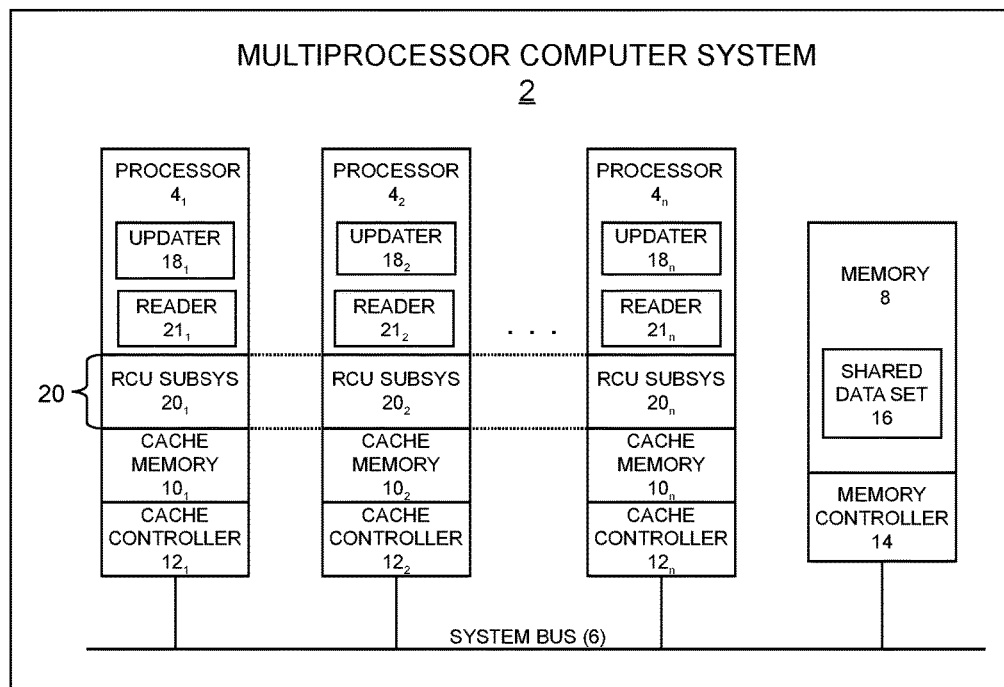 MULTIPROCESSOR COMPUTER SYSTEM
2
PROCESSOR
4₁
UPDATER
18₁
READER
21₁
RCU SUBSYS
20₁
CACHE
MEMORY
10₁
CACHE
CONTROLLER
12₁
PROCESSOR
4₂
UPDATER
18₂
READER
21₂
RCU SUBSYS
20₂
CACHE
MEMORY
10₂
CACHE
CONTROLLER
12₂
. . .
PROCESSOR
4ₙ
UPDATER
18ₙ
READER
21ₙ
RCU SUBSYS
20ₙ
CACHE
MEMORY
10ₙ
CACHE
CONTROLLER
12ₙ
MEMORY
8
SHARED
DATA SET
16
MEMORY
CONTROLLER
14
20
SYSTEM BUS (6)